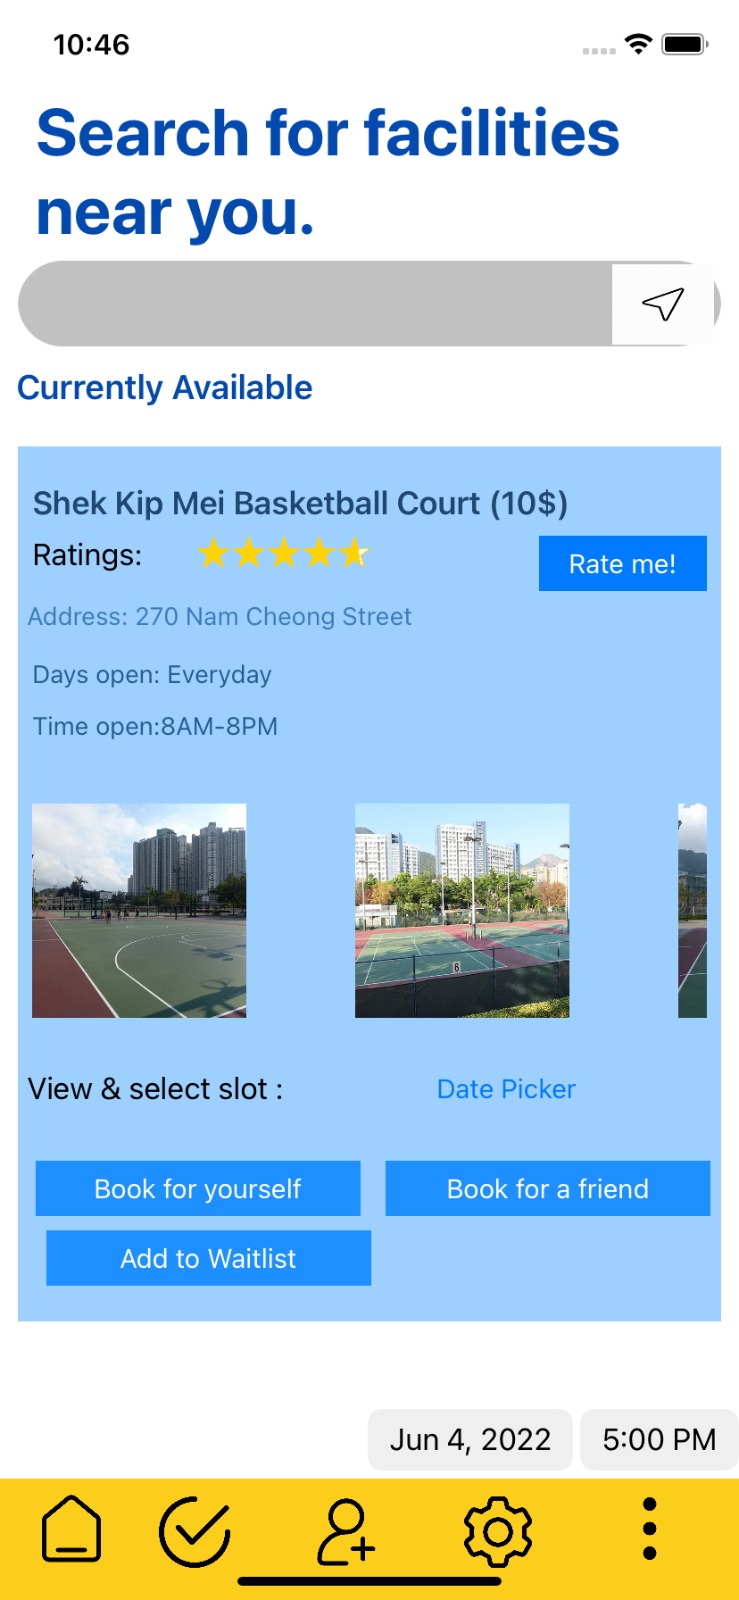 10:46
Search for facilities
near you.
Currently Available
Shek Kip Mei Basketball Court (10$)
Ratings:
Rate me!
Address: 270 Nam Cheong Street
Days open: Everyday
Time open:8AM-8PM
6
View & select slot :
Date Picker
Book for yourself
Book for a friend
Add to Waitlist
Jun 4, 2022
5:00 PM